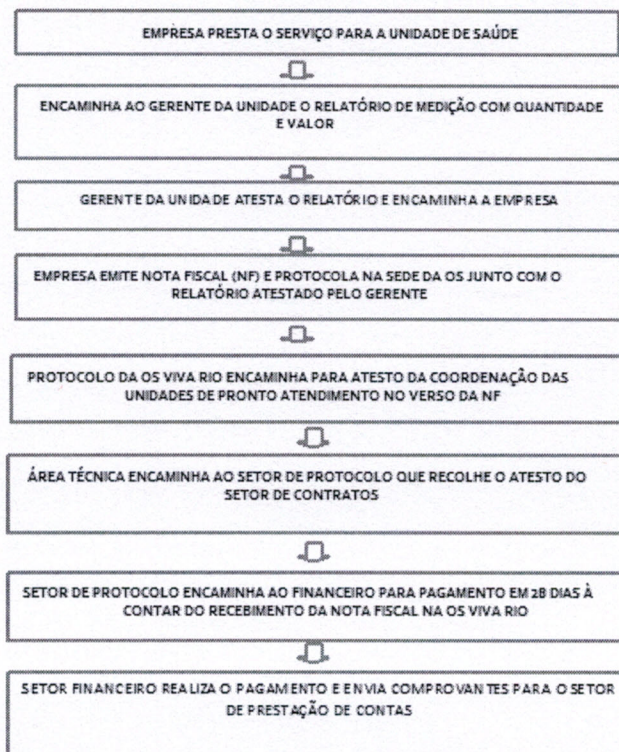 EMPRESA PRESTA O SERVIÇO PARA A UNIDADE DE SAÚDE
ENCAMINHA AO GERENTE DA UNIDADE O RELATÓRIO DE MEDIÇÃO COM QUANTIDADE
E VALOR
GERENTE DA UNIDADE ATESTA O RELATÓRIO E ENCAMINHA A EMPRESA
EMPRESA EMITE NOTA FISCAL (NF) E PROTOCOLA NA SEDE DA OS JUNTO COM O
RELATÓRIO ATESTADO PELO GERENTE
PROTOCOLO DA OS VIVA RIO ENCAMINHA PARA ATESTO DA COORDENAÇÃO DAS
UNIDADES DE PRONTO ATENDIMENTO NO VERSO DA NF
ÁREA TÉCNICA ENCAMINHA AO SETOR DE PROTOCOLO QUE RECOLHE O ATESTO DO
SETOR DE CONTRATOS
SETOR DE PROTOCOLO ENCAMINHA AO FINANCEIRO PARA PAGAMENTO EM 28 DIAS À
CONTAR DO RECEBIMENTO DA NOTA FISCAL NA OS VIVA RIO
SETOR FINANCEIRO REALIZA O PAGAMENTO E ENVIA COMPROVANTES PARA O SETOR
DE PRESTAÇÃO DE CONTAS